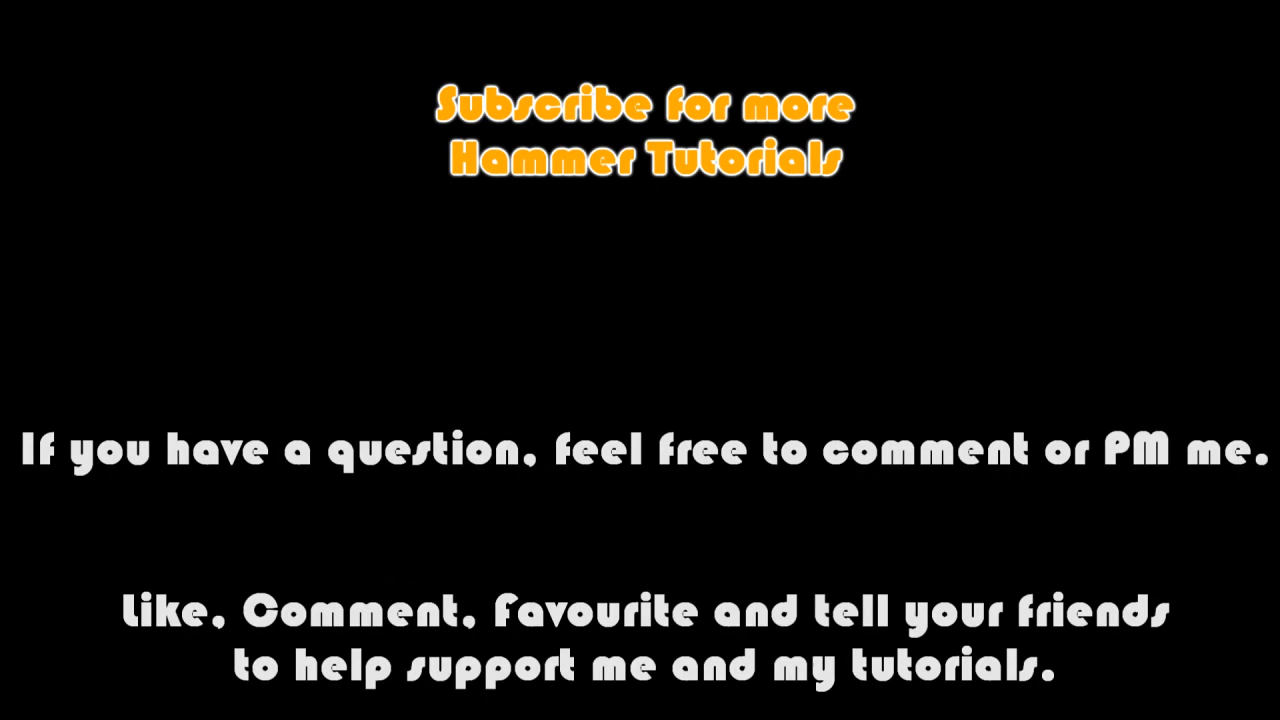 Subscribe for more
Hammer Tutorials
If you have a question, feel free to comment or PM me.
Like, Comment, Favourite and tell your friends
to help support me and my tutorials.